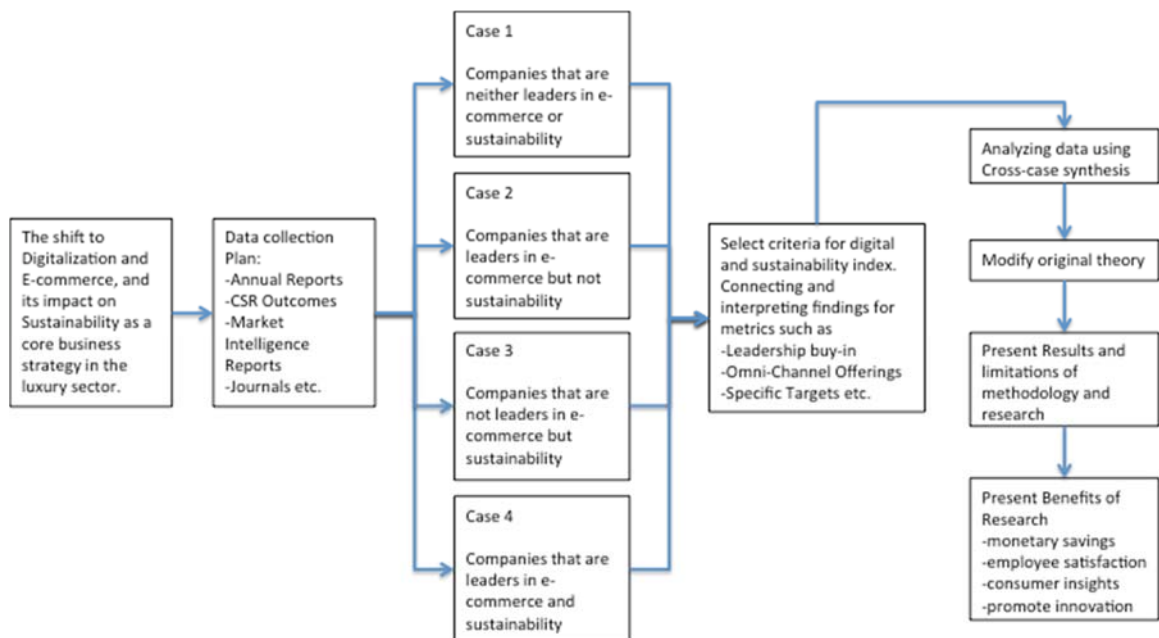 The shift to
Digitalization and
E-commerce, and
its impact on
Sustainability as a
core business
strategy in the
luxury sector.
Data collection
Plan:
-Annual Reports
-CSR Outcomes
-Market
Intelligence
Reports
-Journals etc.
Case 1
Companies that are
neither leaders in e-
commerce or
sustainability
Case 2
Companies that are
leaders in e-
commerce but not
sustainability
Case 3
Companies that are
not leaders in e-
commerce but
sustainability
Case 4
Companies that are
leaders in e-
commerce and
sustainability
Select criteria for digital
and sustainability index.
Connecting and
interpreting findings for
metrics such as
-Leadership buy-in
-Omni-Channel Offerings
-Specific Targets etc.
Analyzing data using
Cross-case synthesis
Modify original theory
Present Results and
limitations of
methodology and
research
Present Benefits of
Research
-monetary savings
-employee satisfaction
-consumer insights
-promote innovation